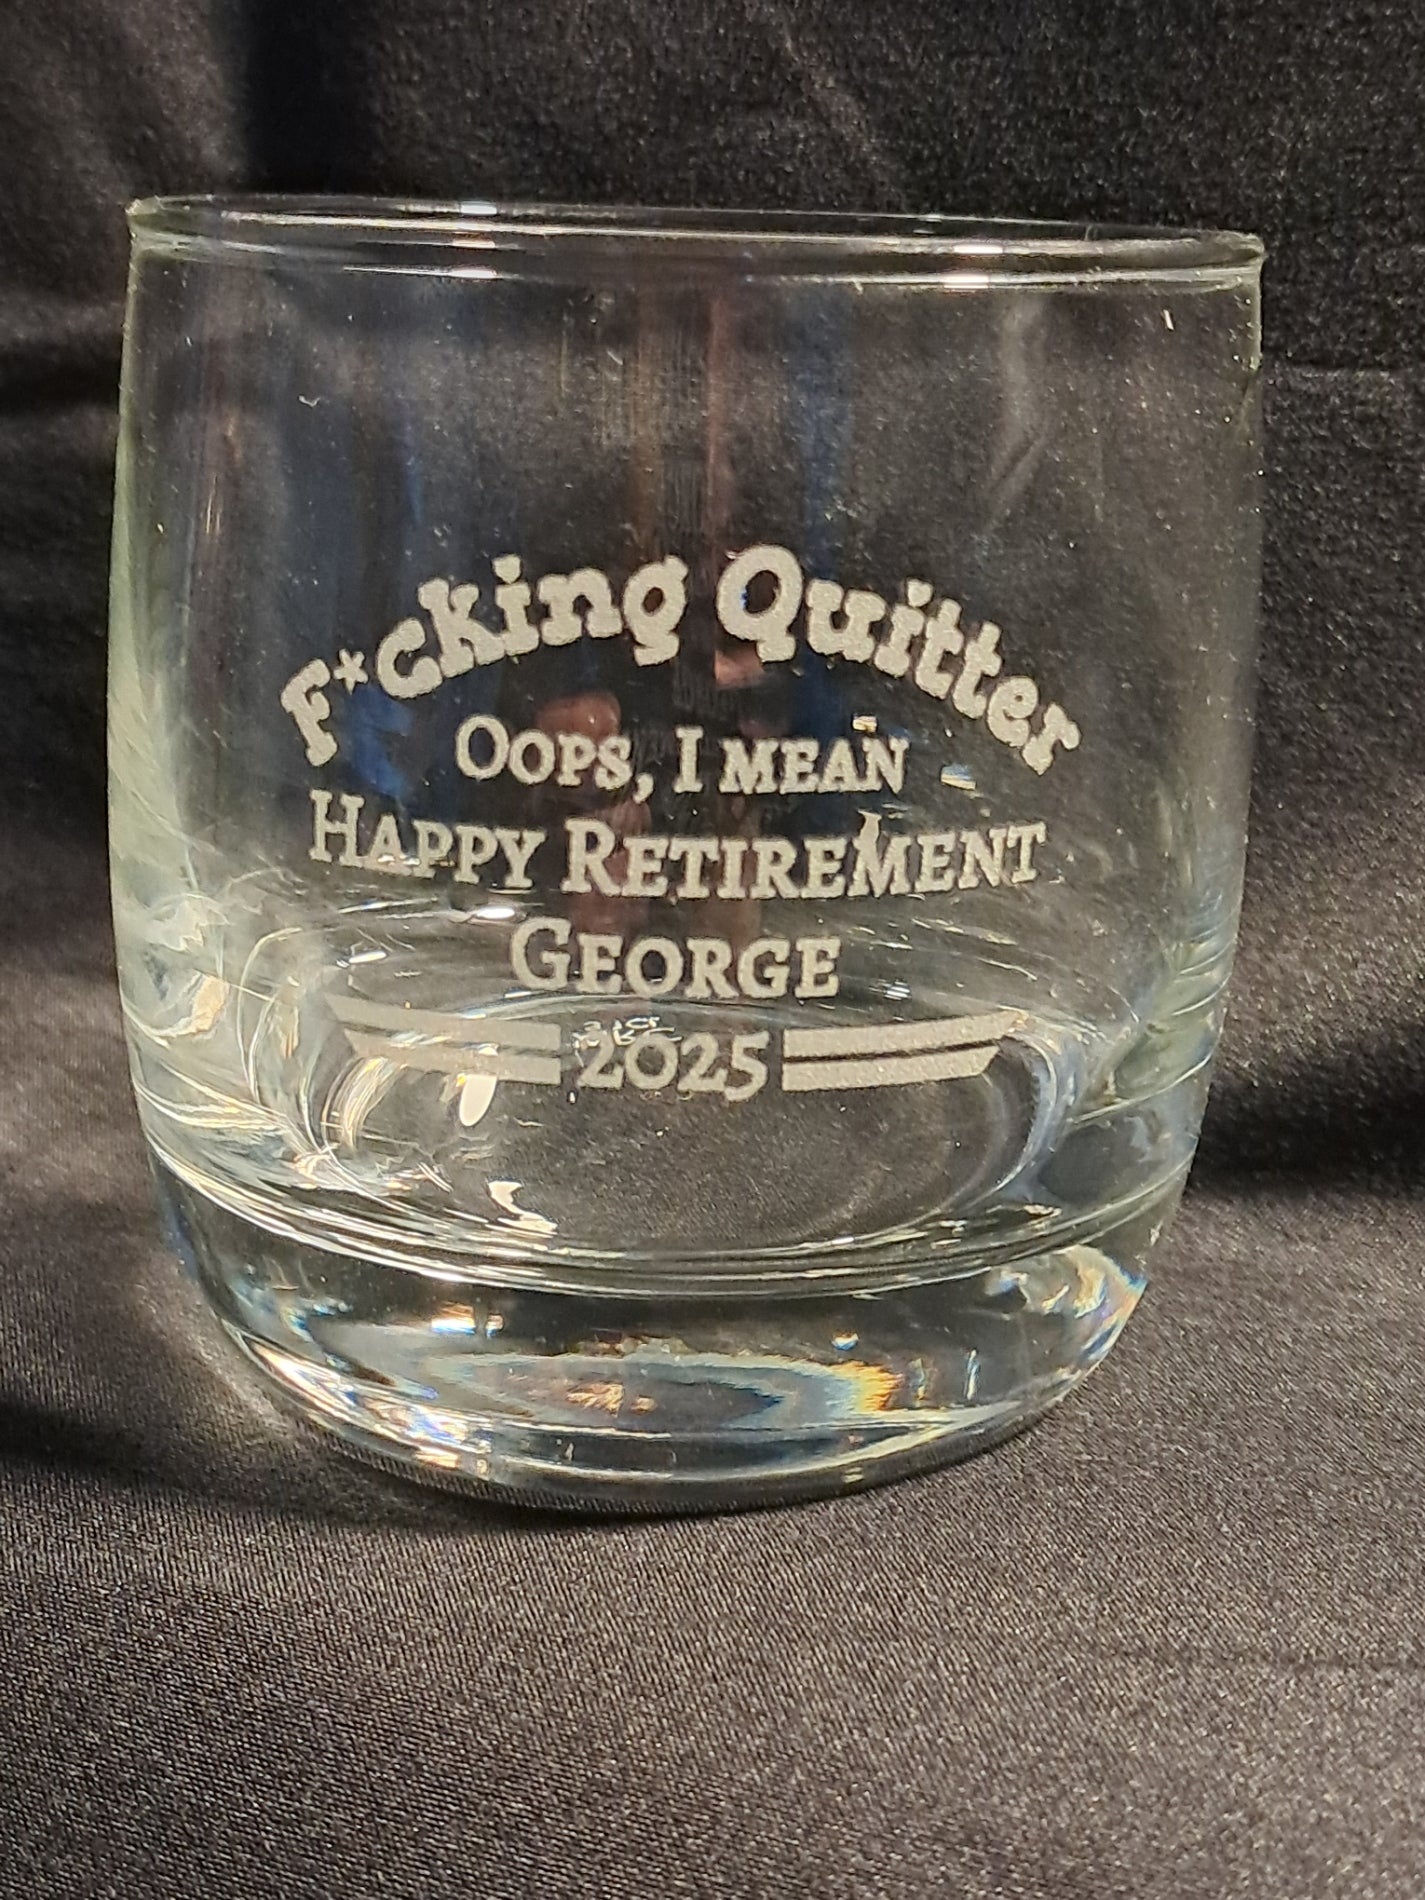 F*cking Quitter
Oops, I mean
Happy Retirement
George
2025